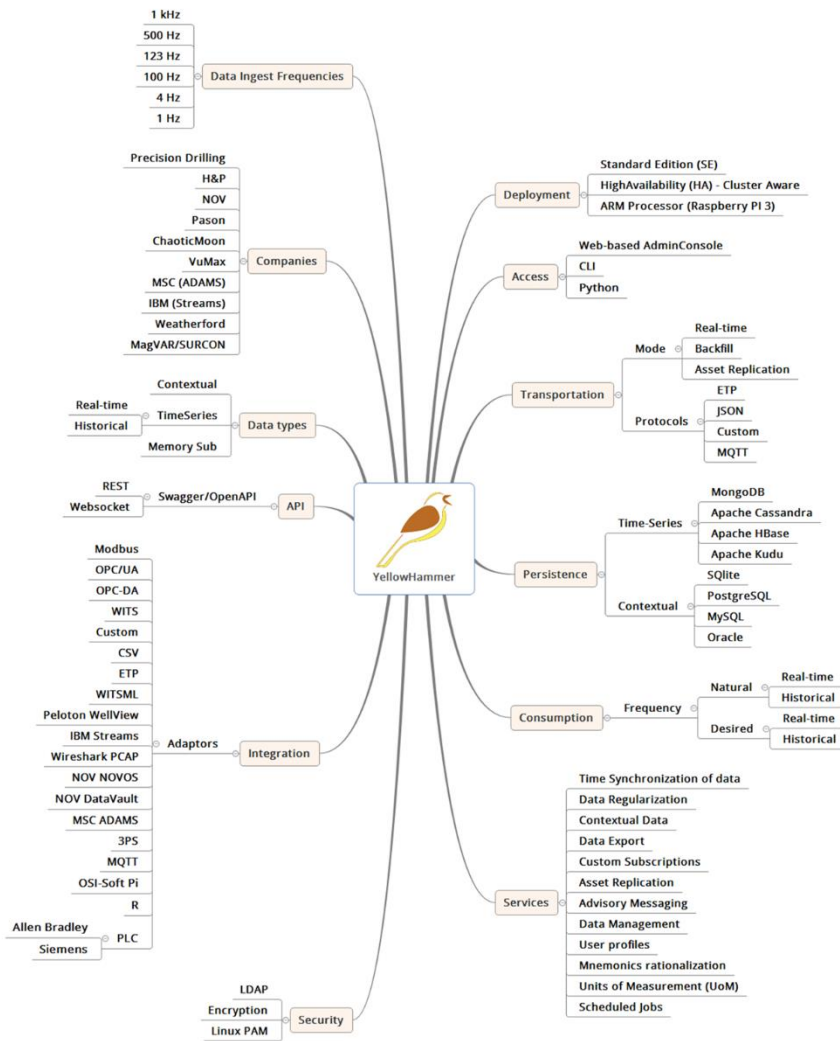 1 kHz
500 Hz
123 Hz
100 Hz
4 Hz
1 Hz
Data Ingest Frequencies
Precision Drilling
H&P
NOV
Pason
ChaoticMoon
VuMax
MSC (ADAMS)
IBM (Streams)
Weatherford
MagVAR/SURCON
Companies
Contextual
Real-time
Historical
TimeSeries
Memory Sub
Data types
REST
Websocket
Swagger/OpenAPI
API
Modbus
OPC/UA
OPC-DA
WITS
Custom
CSV
ETP
WITSML
Peloton WellView
IBM Streams
Wireshark PCAP
NOV NOVOS
NOV DataVault
MSC ADAMS
3PS
MQTT
OSI-Soft Pi
R
Allen Bradley
Siemens
PLC
Adaptors
Integration
LDAP
Encryption
Linux PAM
Security
YellowHammer
Deployment
Standard Edition (SE)
HighAvailability (HA) - Cluster Aware
ARM Processor (Raspberry PI 3)
Access
Web-based AdminConsole
CLI
Python
Transportation
Mode
Real-time
Backfill
Asset Replication
Protocols
ETP
JSON
Custom
MQTT
Persistence
Time-Series
MongoDB
Apache Cassandra
Apache HBase
Apache Kudu
Contextual
SQlite
PostgreSQL
MySQL
Oracle
Consumption
Frequency
Natural
Real-time
Historical
Desired
Real-time
Historical
Services
Time Synchronization of data
Data Regularization
Contextual Data
Data Export
Custom Subscriptions
Asset Replication
Advisory Messaging
Data Management
User profiles
Mnemonics rationalization
Units of Measurement (UoM)
Scheduled Jobs